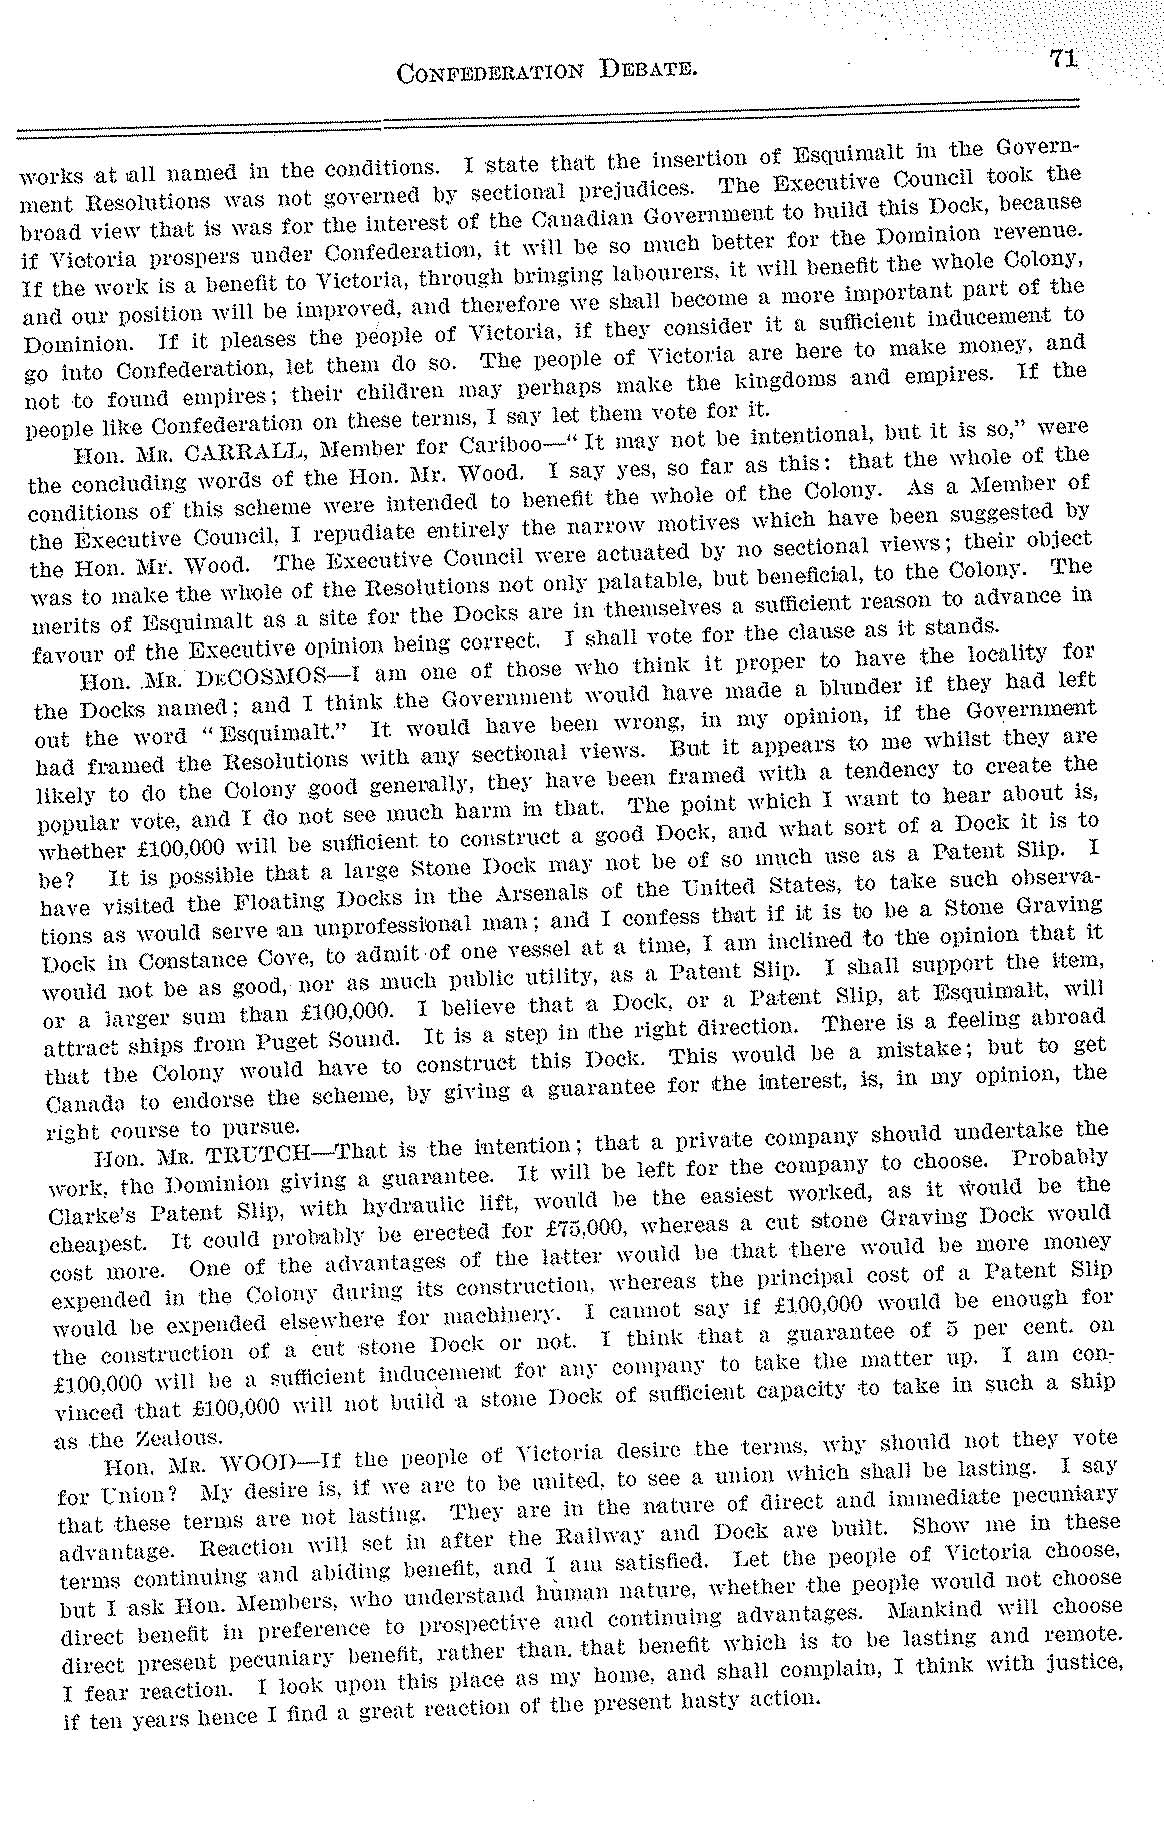 CONFEDERATION DEBATE. 71
works at all named in the conditions. I state that the insertion of Esquimalt in the Govern-
ment Resolutions was not governed by sectional prejudices. The Executive Council took the
broad view that is was for the interest of the Canadian Government to build this Dock, because
if Victoria prospers under Confederation, it will be so much better for the Dominion revenue.
If the work is a benefit to Victoria, through bringing labourers, it will benefit the whole Colony,
and our position will be improved, and therefore we shall become a more important part of the
Dominion. If it pleases the people of Victoria, if they consider it a sufficient inducement to
go into Confederation, let them do so. The people of Victoria are here to make money, and
not to found empires; their children may perhaps make the kingdoms and empires. If the
people like Confederation on these terms, I say let them vote for it.
Hon. MR. CARRALL, Member for Cariboo—“It may not be intentional, but it is so,” were
the concluding words of the Hon. Mr. Wood. I say yes, so far as this: that the whole of the
conditions of this scheme were intended to benefit the whole of the Colony. As a Member of
the Executive Council, I repudiate entirely the narrow motives which have been suggested by
the Hon. Mr. Wood. The Executive Council were actuated by no sectional views; their object
was to make the whole of the Resolutions not only palatable, but beneficial, to the Colony. The
merits of Esquimalt as a site for the Docks are in themselves a sufficient reason to advance in
favour of the Executive opinion being correct. I shall vote for the clause as it stands.
Hon. MR. DECOSMOS—I am one of those who think it proper to have the locality for
the Docks named; and I think the Government would have made a blunder if they had left
out the word “Esquimalt.” It would have been wrong, in my opinion, if the Government
had framed the Resolutions with any sectional views. But it appears to me whilst they are
likely to do the Colony good generally, they have been framed with a tendency to create the
popular vote, and I do not see much harm in that. The point which I want to hear about is,
whether £100,000 will be sufficient to construct a good Dock, and what sort of a Dock it is to
be? It is possible that a large Stone Dock may not be of so much use as a Patent Slip. I
have visited the Floating Docks in the Arsenals of the United States, to take such observa-
tions as would serve an unprofessional man; and I confess that if it is to be a Stone Graving
Dock in Constance Cove, to admit of one vessel at a time, I am inclined to the opinion that it
would not be as good, nor as much public utility, as a Patent Slip. I shall support the item,
or a larger sum than £100,000. I believe that a Dock, or a Patent Slip, at Esquimalt, will
attract ships from Puget Sound. It is a step in the right direction. There is a feeling abroad
that the Colony would have to construct this Dock. This would be a mistake; but to get
Canada to endorse the scheme, by giving a guarantee for the interest, is, in my opinion, the
right course to pursue.
Hon. MR. TRUTCH—That is the intention; that a private company should undertake the
work, the Dominion giving a guarantee. It will be left for the company to choose. Probably
Clarke's Patent Slip, with hydraulic lift, would be the easiest worked, as it would be the
cheapest. It could probably be erected for £75,000, whereas a cut stone Graving Dock would
cost more. One of the advantages of the latter would be that there would be more money
expended in the Colony during its construction, whereas the principal cost of a Patent Slip
would be expended elsewhere for machinery. I cannot say if £100,000 would be enough for
the construction of a cut stone Dock or not. I think that a guarantee of 5 per cent. on
£100,000 will be a sufficient inducement for any company to take the matter up. I am con-
vinced that £100,000 will not build a stone Dock of sufficient capacity to take in such a ship
as the Zealous.
Hon. MR. WOOD—If the people of Victoria desire the terms, why should not they vote
for Union? My desire is, if we are to be united, to see a union which shall be lasting. I say
that these terms are not lasting. They are in the nature of direct and immediate pecuniary
advantage. Reaction will set in after the Railway and Dock are built. Show me in these
terms continuing and abiding benefit, and I am satisfied. Let the people of Victoria choose,
but I ask Hon. Members, who understand human nature, whether the people would not choose
direct benefit in preference to prospective and continuing advantages. Mankind will choose
direct present pecuniary benefit, rather than that benefit which is to be lasting and remote.
I fear reaction. I look upon this place as my home, and shall complain, I think with justice,
if ten years hence I find a great reaction of the present hasty action.